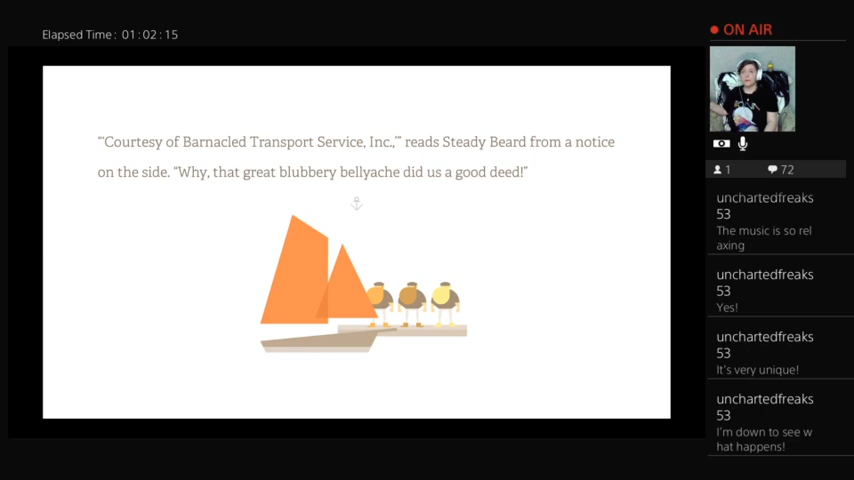 Elapsed Time : 01:02:15
ON AIR
"'Courtesy of Barnacled Transport Service, Inc.,'" reads Steady Beard from a notice
on the side. "Why, that great blubbery bellyache did us a good deed!"
1 72
unchartedfreaks
53
The music is so rel
axing
unchartedfreaks
53
Yes!
unchartedfreaks
53
It's very unique!
unchartedfreaks
53
I'm down to see w
hat happens!